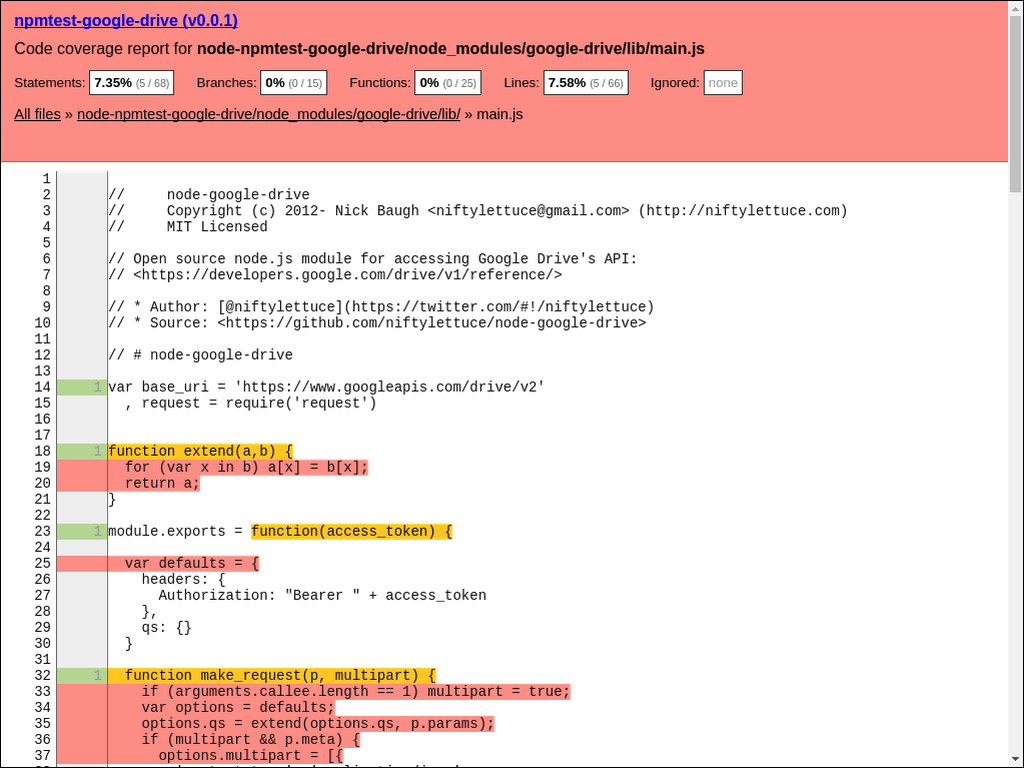 npmtest-google-drive (v0.0.1)
Code coverage report for node-npmtest-google-drive/node_modules/google-drive/lib/main.js
Statements: 7.35% (5 / 68) Branches: 0% (0 / 15) Functions: 0% (0 / 25) Lines: 7.58% (5 / 66) Ignored: none
All files » node-npmtest-google-drive/node_modules/google-drive/lib/ » main.js
1
2 //     node-google-drive
3 //     Copyright (c) 2012- Nick Baugh <niftylettuce@gmail.com> (http://niftylettuce.com)
4 //     MIT Licensed
5
6 // Open source node.js module for accessing Google Drive's API:
7 // <https://developers.google.com/drive/v1/reference/>
8
9 // * Author: [@niftylettuce](https://twitter.com/#!/niftylettuce)
10 // * Source: <https://github.com/niftylettuce/node-google-drive>
11
12 // # node-google-drive
13
14 1 var base_uri = 'https://www.googleapis.com/drive/v2'
15   , request = require('request')
16
17
18 1 function extend(a,b) {
19   for (var x in b) a[x] = b[x];
20   return a;
21 }
22
23 1 module.exports = function(access_token) {
24
25   var defaults = {
26     headers: {
27       Authorization: "Bearer " + access_token
28     },
29     qs: {}
30   }
31
32 1   function make_request(p, multipart) {
33     if (arguments.callee.length == 1) multipart = true;
34     var options = defaults;
35     options.qs = extend(options.qs, p.params);
36     if (multipart && p.meta) {
37       options.multipart = [{